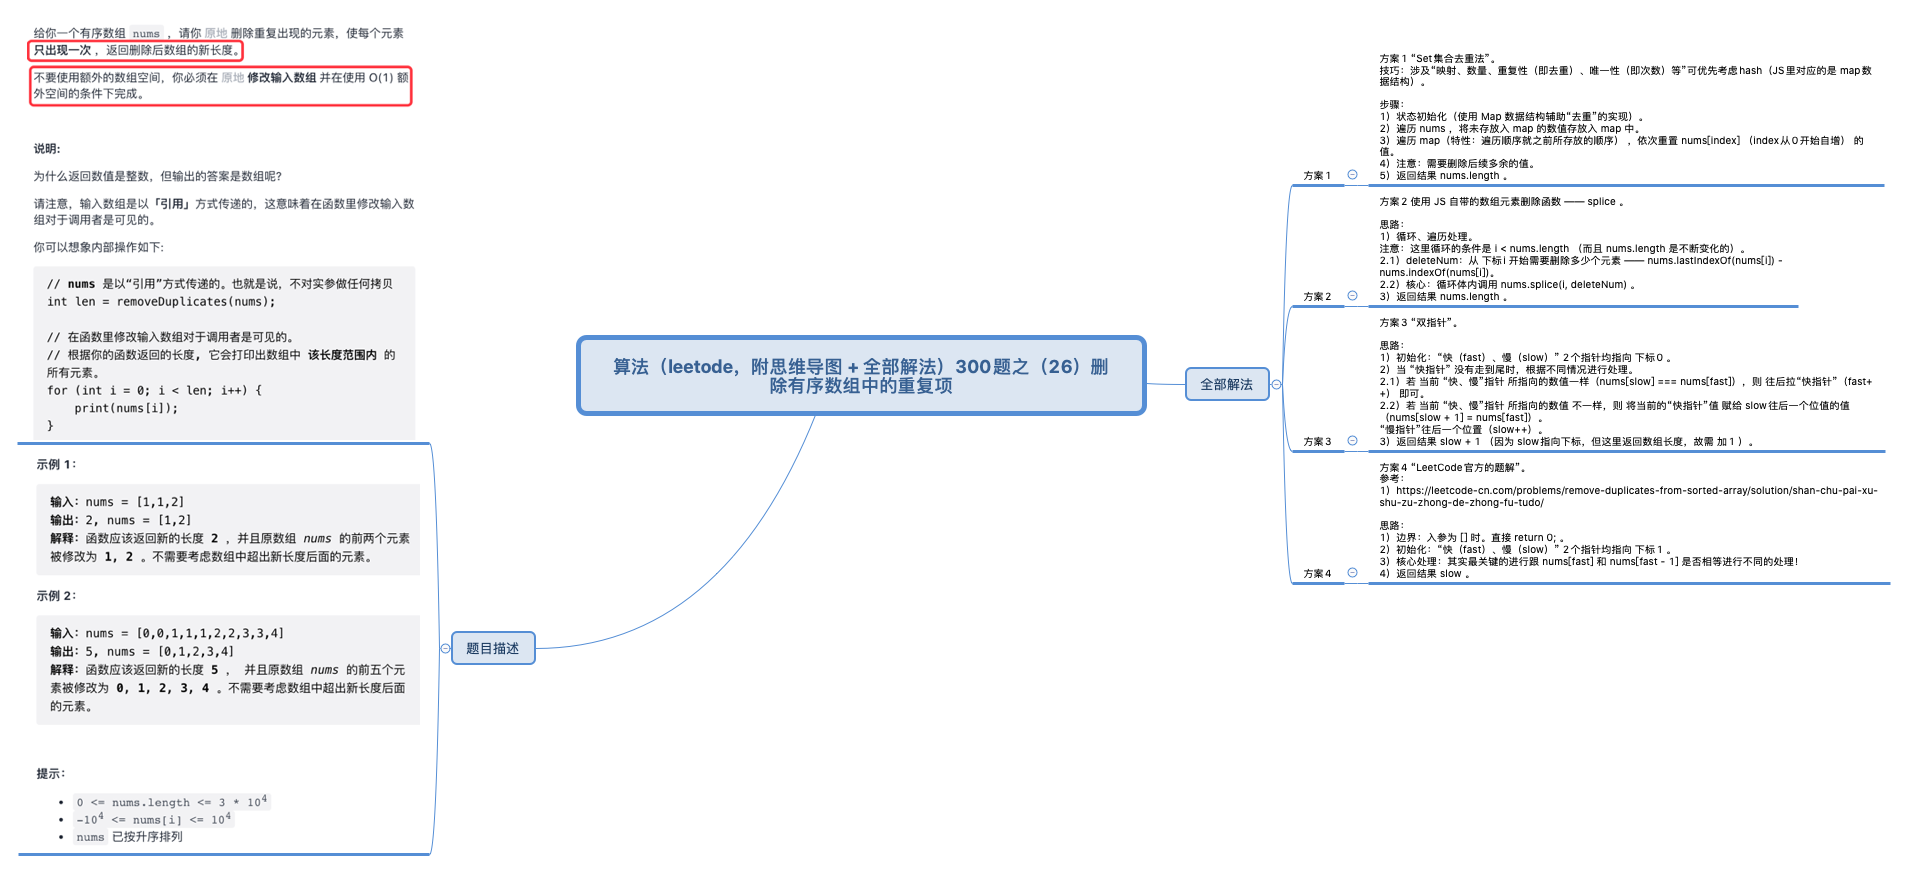 给你一个有序数组 nums ，请你 原地 删除重复出现的元素，使每个元素
只出现一次 ，返回删除后数组的新长度。
不要使用额外的数组空间，你必须在 原地 修改输入数组 并在使用 O(1) 额
外空间的条件下完成。
说明:
为什么返回数值是整数，但输出的答案是数组呢?
请注意，输入数组是以「引用」方式传递的，这意味着在函数里修改输入数
组对于调用者是可见的。
你可以想象内部操作如下:
// nums 是以“引用”方式传递的。也就是说，不对实参做任何拷贝
int len = removeDuplicates(nums);
// 在函数里修改输入数组对于调用者是可见的。
// 根据你的函数返回的长度, 它会打印出数组中 该长度范围内 的
所有元素。
for (int i = 0; i < len; i++) {
    print(nums[i]);
}
示例 1：
输入：nums = [1,1,2]
输出：2, nums = [1,2]
解释：函数应该返回新的长度 2 ，并且原数组 nums 的前两个元素
被修改为 1, 2 。不需要考虑数组中超出新长度后面的元素。
示例 2：
输入：nums = [0,0,1,1,1,2,2,3,3,4]
输出：5, nums = [0,1,2,3,4]
解释：函数应该返回新的长度 5 ， 并且原数组 nums 的前五个元
素被修改为 0, 1, 2, 3, 4 。不需要考虑数组中超出新长度后面
的元素。
提示：
• 0 <= nums.length <= 3 * 10⁴
• -10⁴ <= nums[i] <= 10⁴
• nums 已按升序排列
题目描述
算法（leetode，附思维导图 + 全部解法）300题之（26）删
除有序数组中的重复项
全部解法
方案1 “Set集合去重法”。
技巧：涉及“映射、数量、重复性（即去重）、唯一性（即次数）等”可优先考虑hash（JS里对应的是 map数
据结构）。
步骤：
1）状态初始化（使用 Map 数据结构辅助“去重”的实现）。
2）遍历 nums ，将未存放入 map 的数值存放入 map 中。
3）遍历 map（特性：遍历顺序就之前所存放的顺序） ，依次重置 nums[index] （index从0开始自增） 的
值。
4）注意：需要删除后续多余的值。
5）返回结果 nums.length 。
方案1
方案2 使用 JS 自带的数组元素删除函数 —— splice 。
思路：
1）循环、遍历处理。
注意：这里循环的条件是 i < nums.length （而且 nums.length 是不断变化的）。
2.1）deleteNum：从 下标i 开始需要删除多少个元素 —— nums.lastIndexOf(nums[i]) -
nums.indexOf(nums[i])。
2.2）核心：循环体内调用 nums.splice(i, deleteNum) 。
3）返回结果 nums.length 。
方案2
方案3 “双指针”。
思路：
1）初始化：“快（fast）、慢（slow）” 2个指针均指向 下标0 。
2）当 “快指针” 没有走到尾时，根据不同情况进行处理。
2.1）若 当前 “快、慢”指针 所指向的数值一样（nums[slow] === nums[fast]），则 往后拉“快指针”（fast+
+） 即可。
2.2）若 当前 “快、慢”指针 所指向的数值 不一样，则 将当前的“快指针”值 赋给 slow往后一个位值的值
（nums[slow + 1] = nums[fast]）。
“慢指针”往后一个位置（slow++）。
3）返回结果 slow + 1 （因为 slow指向下标，但这里返回数组长度，故需 加1 ）。
方案3
方案4 “LeetCode官方的题解”。
参考：
1）https://leetcode-cn.com/problems/remove-duplicates-from-sorted-array/solution/shan-chu-pai-xu-
shu-zu-zhong-de-zhong-fu-tudo/
思路：
1）边界：入参为 [] 时。直接 return 0; 。
2）初始化：“快（fast）、慢（slow）” 2个指针均指向 下标1 。
3）核心处理：其实最关键的进行跟 nums[fast] 和 nums[fast - 1] 是否相等进行不同的处理！
4）返回结果 slow 。
方案4